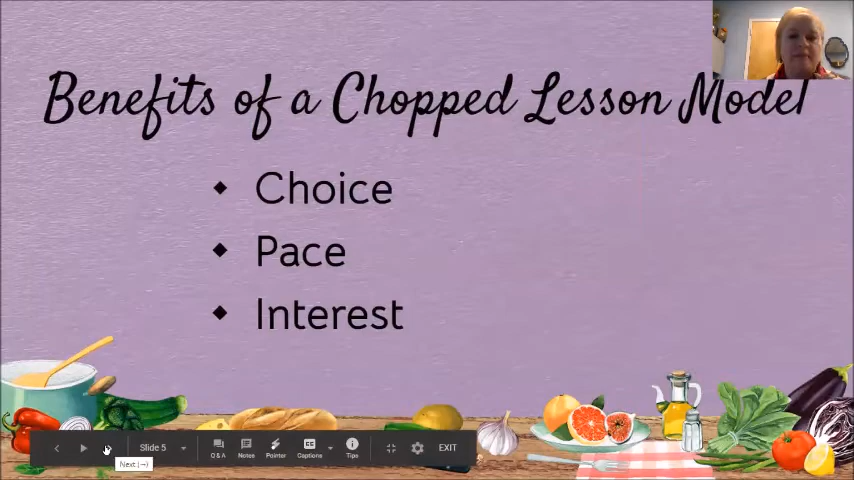 Benefits of a Chopped Lesson Model
Choice
Pace
Interest
Slide 5
Q & A
Notes
Pointer
Captions
Tips
EXIT
Next (→)